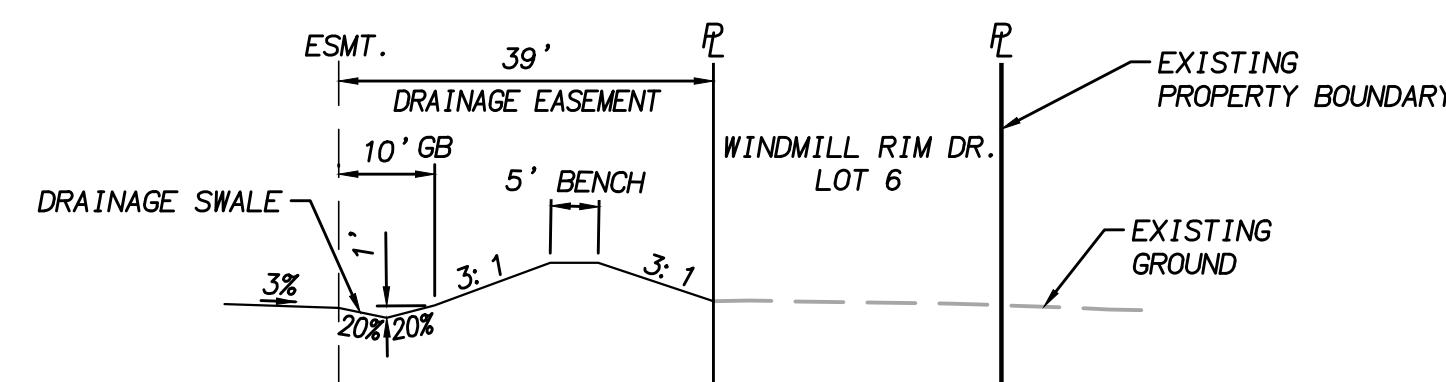 ESMT.
39'
DRAINAGE EASEMENT
PL
PL
EXISTING
PROPERTY BOUNDARY
10' GB
WINDMILL RIM DR.
LOT 6
5' BENCH
DRAINAGE SWALE
1'
3:1
3:1
EXISTING
GROUND
3%
20%
20%